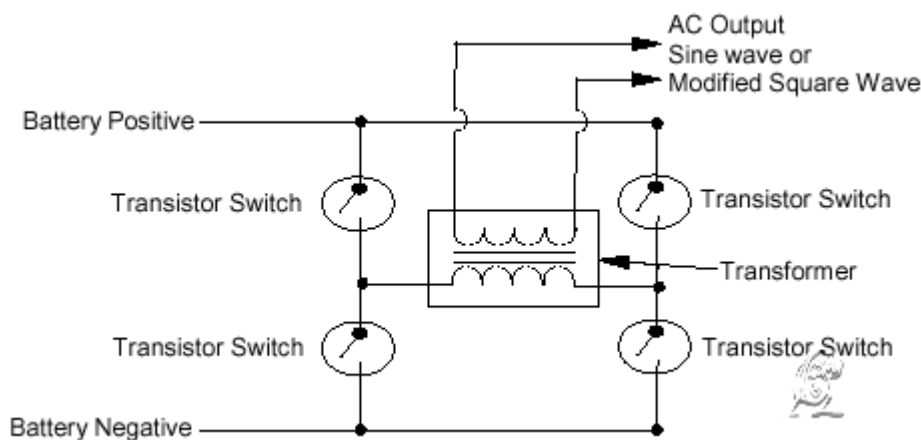 AC Output
Sine wave or
Modified Square Wave
Battery Positive
Transistor Switch
Transistor Switch
Transformer
Transistor Switch
Transistor Switch
Battery Negative